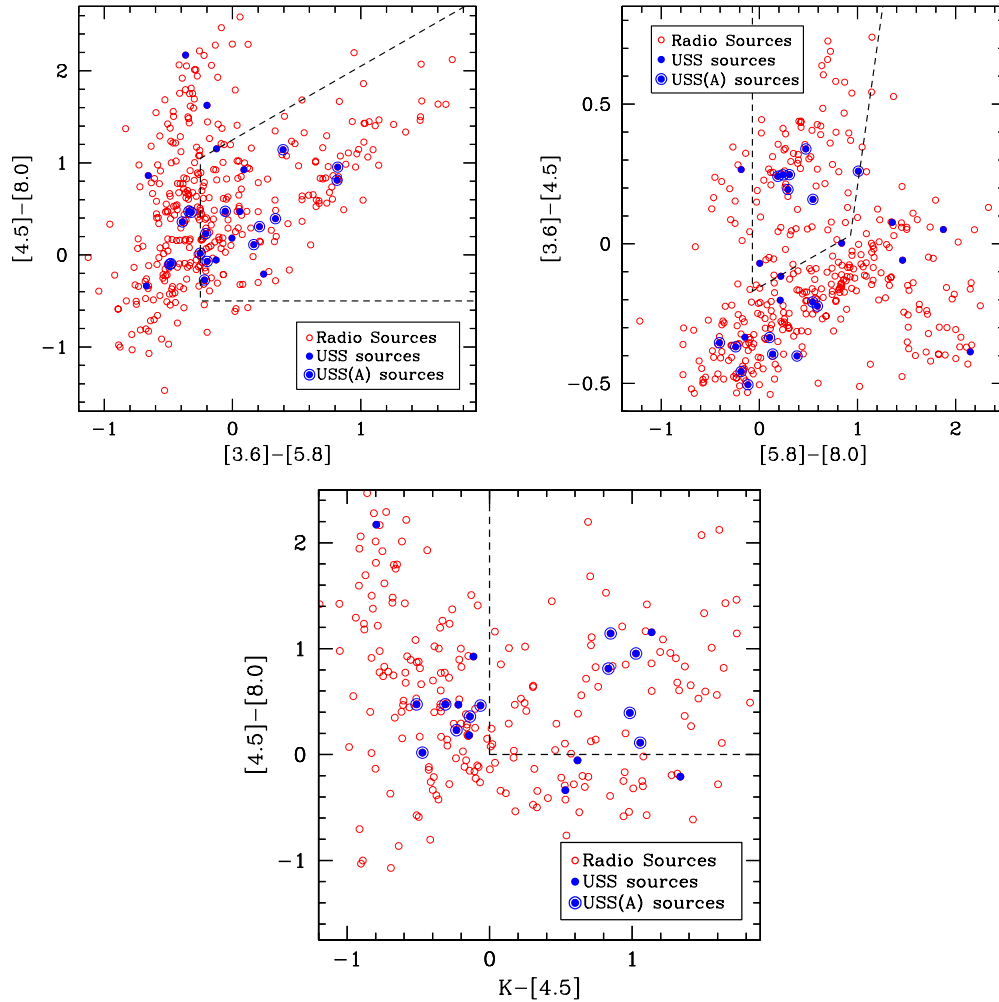 2
1
0
−1
[4.5]−[8.0]
Radio Sources
USS sources
USS(A) sources
−1 0 1
[3.6]−[5.8]
Radio Sources
USS sources
USS(A) sources
0.5
0
−0.5
[3.6]−[4.5]
−1 0 1 2
[5.8]−[8.0]
2
1
0
−1
[4.5]−[8.0]
Radio Sources
USS sources
USS(A) sources
−1 0 1
K−[4.5]